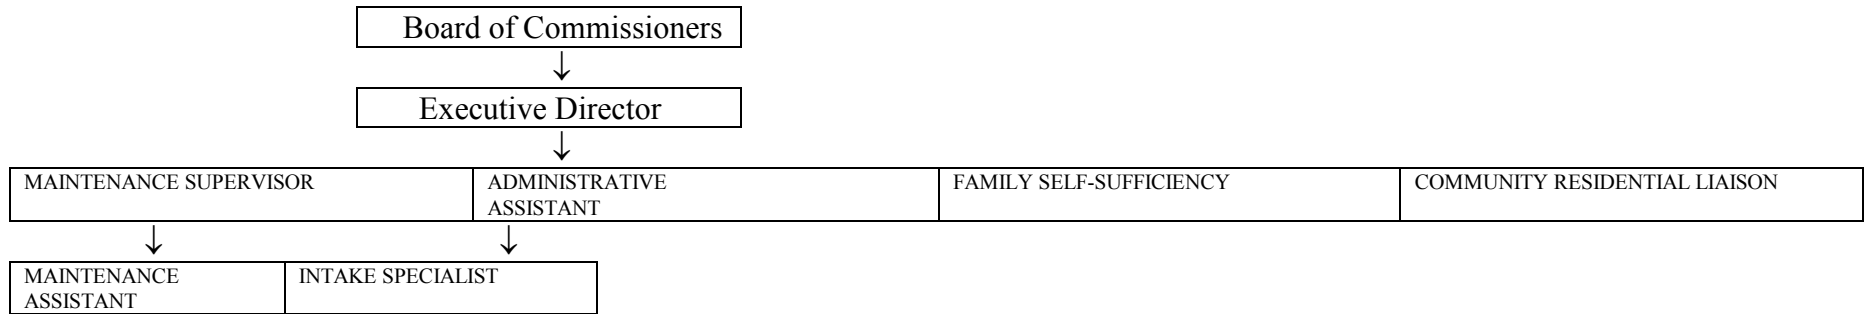 Board of Commissioners
Executive Director
MAINTENANCE SUPERVISOR
ADMINISTRATIVE
ASSISTANT
FAMILY SELF-SUFFICIENCY
COMMUNITY RESIDENTIAL LIAISON
MAINTENANCE
ASSISTANT
INTAKE SPECIALIST